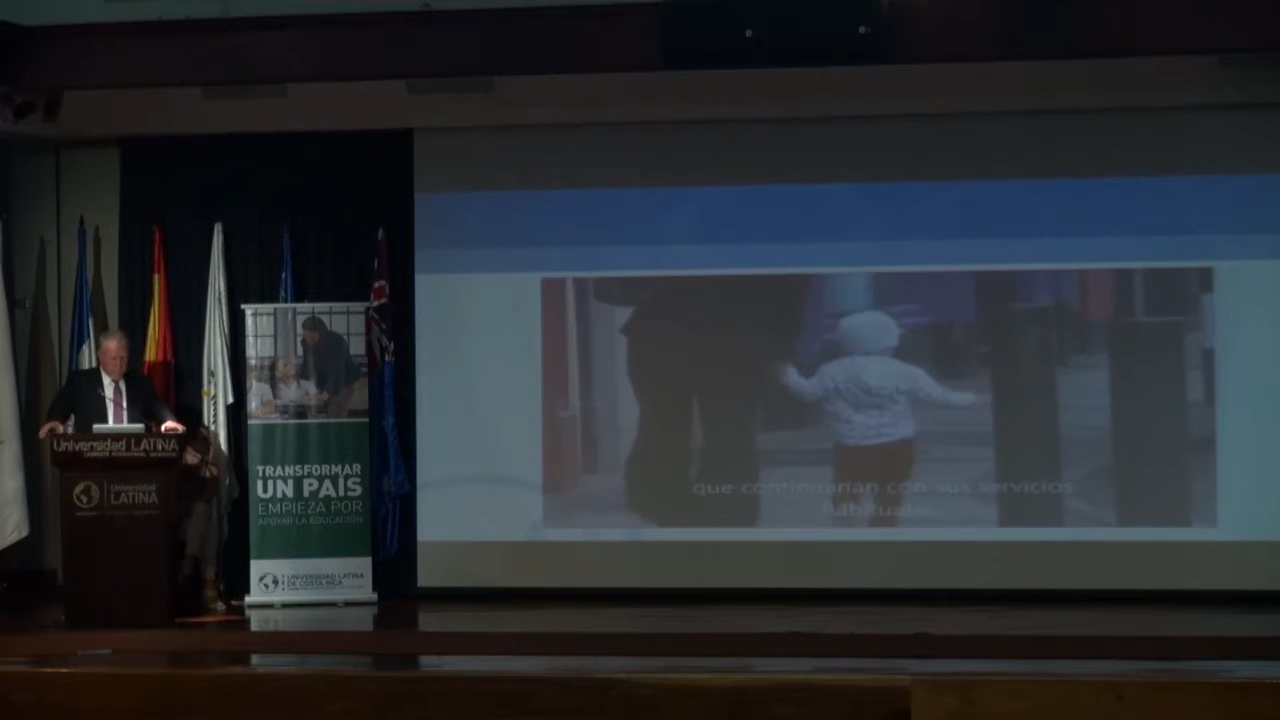 Universidad LATINA
Universidad
LATINA
TRANSFORMAR
UN PAÍS
EMPIEZA POR
APOYAR LA EDUCACIÓN
UNIVERSIDAD LATINA
DE COSTA RICA
que continuarían con sus servicios
habituales.